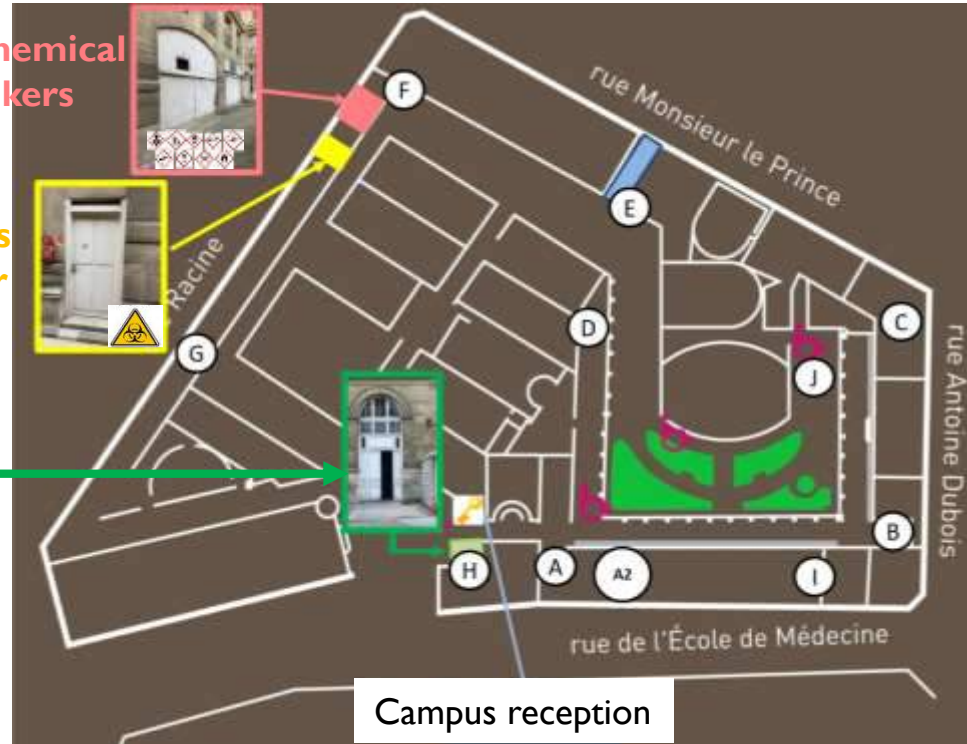 hemical
kers
F
rue Monsieur le Prince
E
s
r
Racine
C
D
G
J
rue Antoine Dubois
B
H
A
A2
I
rue de l'École de Médecine
Campus reception